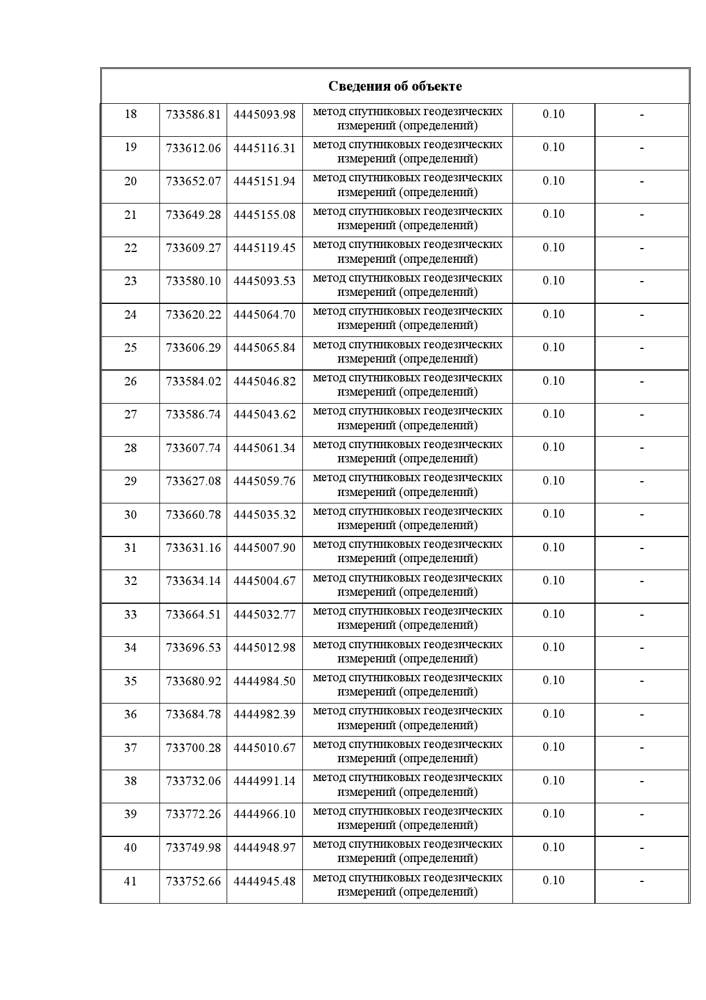 Сведения об объекте
18 733586.81 4445093.98 метод спутниковых геодезических измерений (определений) 0.10 -
19 733612.06 4445116.31 метод спутниковых геодезических измерений (определений) 0.10 -
20 733652.07 4445151.94 метод спутниковых геодезических измерений (определений) 0.10 -
21 733649.28 4445155.08 метод спутниковых геодезических измерений (определений) 0.10 -
22 733609.27 4445119.45 метод спутниковых геодезических измерений (определений) 0.10 -
23 733580.10 4445093.53 метод спутниковых геодезических измерений (определений) 0.10 -
24 733620.22 4445064.70 метод спутниковых геодезических измерений (определений) 0.10 -
25 733606.29 4445065.84 метод спутниковых геодезических измерений (определений) 0.10 -
26 733584.02 4445046.82 метод спутниковых геодезических измерений (определений) 0.10 -
27 733586.74 4445043.62 метод спутниковых геодезических измерений (определений) 0.10 -
28 733607.74 4445061.34 метод спутниковых геодезических измерений (определений) 0.10 -
29 733627.08 4445059.76 метод спутниковых геодезических измерений (определений) 0.10 -
30 733660.78 4445035.32 метод спутниковых геодезических измерений (определений) 0.10 -
31 733631.16 4445007.90 метод спутниковых геодезических измерений (определений) 0.10 -
32 733634.14 4445004.67 метод спутниковых геодезических измерений (определений) 0.10 -
33 733664.51 4445032.77 метод спутниковых геодезических измерений (определений) 0.10 -
34 733696.53 4445012.98 метод спутниковых геодезических измерений (определений) 0.10 -
35 733680.92 4444984.50 метод спутниковых геодезических измерений (определений) 0.10 -
36 733684.78 4444982.39 метод спутниковых геодезических измерений (определений) 0.10 -
37 733700.28 4445010.67 метод спутниковых геодезических измерений (определений) 0.10 -
38 733732.06 4444991.14 метод спутниковых геодезических измерений (определений) 0.10 -
39 733772.26 4444966.10 метод спутниковых геодезических измерений (определений) 0.10 -
40 733749.98 4444948.97 метод спутниковых геодезических измерений (определений) 0.10 -
41 733752.66 4444945.48 метод спутниковых геодезических измерений (определений) 0.10 -